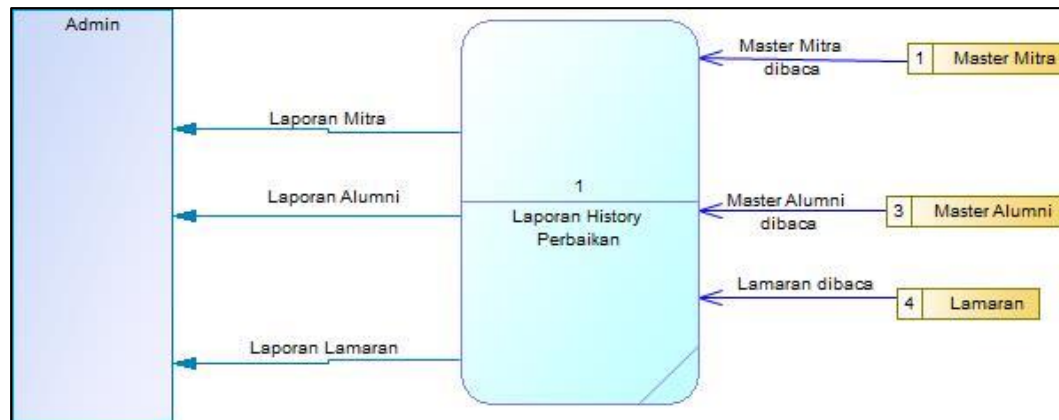 Admin
Master Mitra
dibaca
1 Master Mitra
Laporan Mitra
Laporan Alumni
1
Laporan History
Perbaikan
Master Alumni
dibaca
3 Master Alumni
Lamaran dibaca
4 Lamaran
Laporan Lamaran